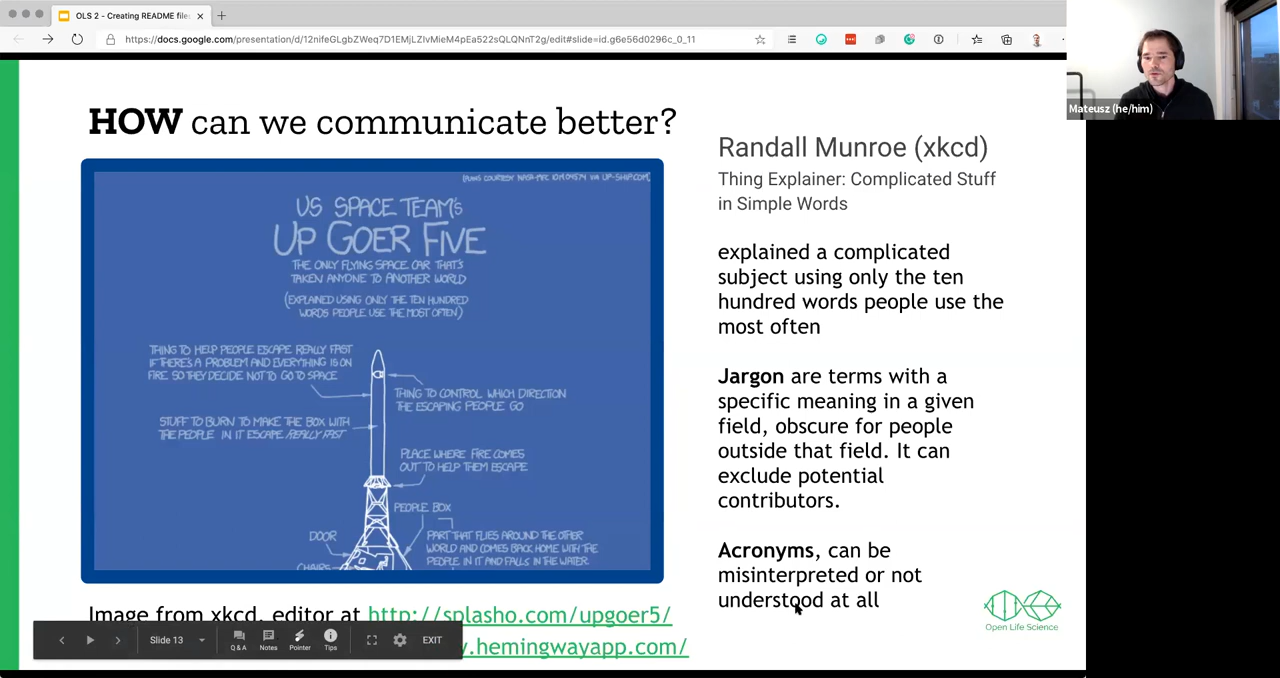 OLS 2 - Creating README file:
https://docs.google.com/presentation/d/12nifeGLgbZWeq7D1EMjLZIvMieM4pEa522sQLQNnT2g/edit#slide=id.g6e56d0296c_0_11
Mateusz (he/him)
HOW can we communicate better?
US SPACE TEAM'S
UP GOER FIVE
THE ONLY FLYING SPACE CAR THAT'S
TAKEN ANYONE TO ANOTHER WORLD
(EXPLAINED USING ONLY THE TEN HUNDRED
WORDS PEOPLE USE THE MOST OFTEN)
THING TO HELP PEOPLE ESCAPE REALLY FAST
IF THERE'S A PROBLEM AND EVERYTHING IS ON
FIRE SO THEY DECIDE NOT TO GO TO SPACE
THING TO CONTROL WHICH DIRECTION
THE ESCAPING PEOPLE GO
STUFF TO BURN TO MAKE THE BOX WITH
THE PEOPLE IN IT ESCAPE REALLY FAST
PLACE WHERE FIRE COMES
OUT TO HELP THEM ESCAPE
PEOPLE BOX
DOOR
PART THAT FLIES AROUND THE OTHER
WORLD AND COMES BACK HOME WITH THE
PEOPLE IN IT AND FALLS IN THE WATER
CHAIRS
Image from xkcd, editor at http://splasho.com/upgoer5/
.hemingwayapp.com/
Randall Munroe (xkcd)
Thing Explainer: Complicated Stuff
in Simple Words
explained a complicated
subject using only the ten
hundred words people use the
most often
Jargon are terms with a
specific meaning in a given
field, obscure for people
outside that field. It can
exclude potential
contributors.
Acronyms, can be
misinterpreted or not
understood at all
Open Life Science
Slide 13
Q & A
Notes
Pointer
Tips
EXIT